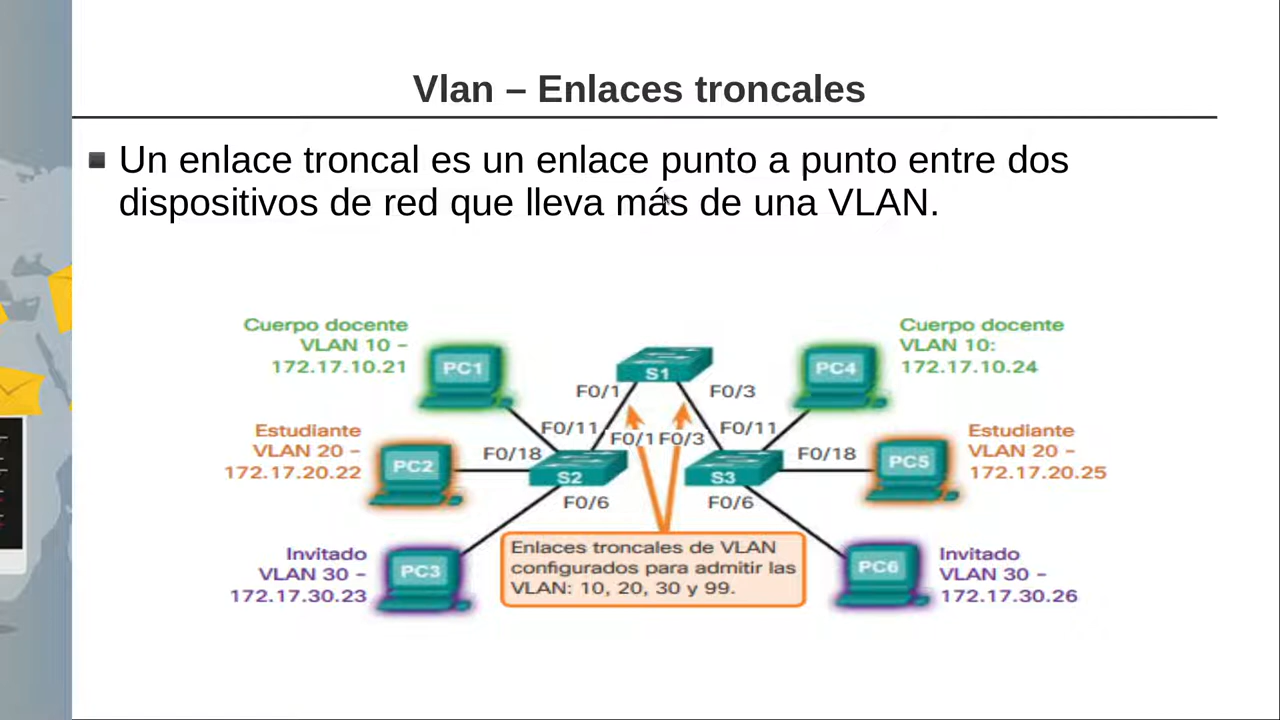 Vlan – Enlaces troncales
Un enlace troncal es un enlace punto a punto entre dos
dispositivos de red que lleva más de una VLAN.
Cuerpo docente
VLAN 10 –
172.17.10.21
PC1
S1
PC4
Cuerpo docente
VLAN 10:
172.17.10.24
F0/1
F0/3
F0/11
F0/1
F0/3
F0/11
Estudiante
VLAN 20 –
172.17.20.22
PC2
F0/18
S2
S3
F0/18
PC5
Estudiante
VLAN 20 –
172.17.20.25
F0/6
F0/6
Invitado
VLAN 30 –
172.17.30.23
PC3
Enlaces troncales de VLAN
configurados para admitir las
VLAN: 10, 20, 30 y 99.
PC6
Invitado
VLAN 30 –
172.17.30.26